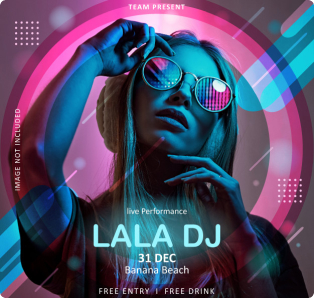 TEAM PRESENT
IMAGE NOT INCLUDED
live Performance
LALA DJ
31 DEC
Banana Beach
FREE ENTRY I FREE DRINK